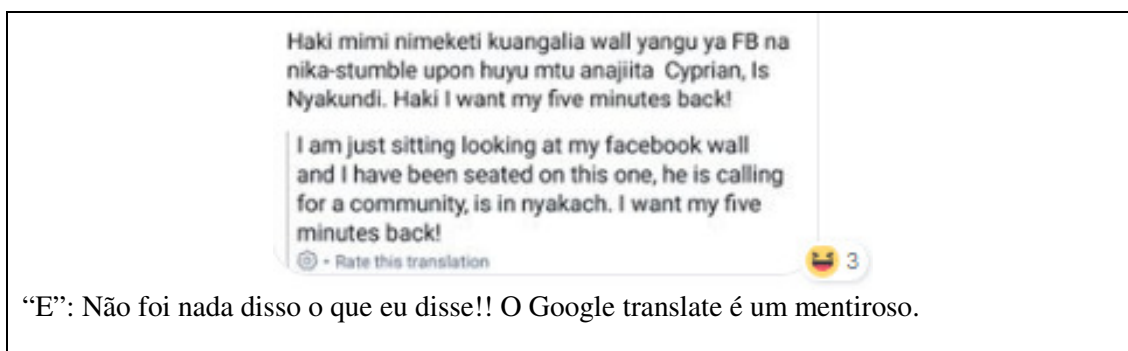 Haki mimi nimeketi kuangalia wall yangu ya FB na
nika-stumble upon huyu mtu anajiita Cyprian, Is
Nyakundi. Haki I want my five minutes back!
I am just sitting looking at my facebook wall
and I have been seated on this one, he is calling
for a community, is in nyakach. I want my five
minutes back!
- Rate this translation
3
“E”: Não foi nada disso o que eu disse!! O Google translate é um mentiroso.